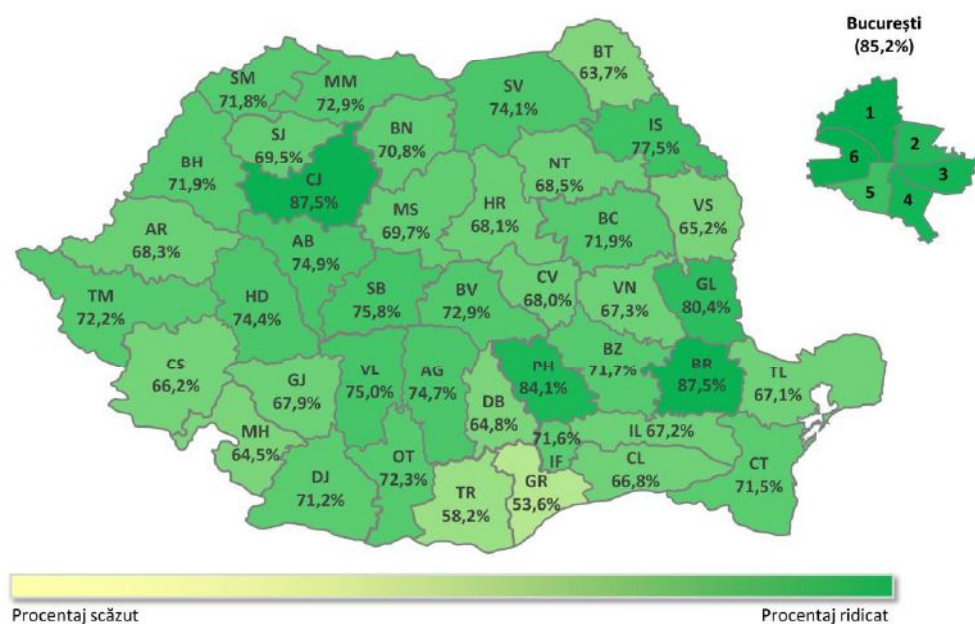 București
(85,2%)
1
2
3
4
5
6
BT
63,7%
SM
71,8%
MM
72,9%
SV
74,1%
IS
77,5%
SJ
69,5%
BN
70,8%
BH
71,9%
CJ
87,5%
NT
68,5%
MS
69,7%
HR
68,1%
BC
71,9%
VS
65,2%
AR
68,3%
AB
74,9%
TM
72,2%
HD
74,4%
SB
75,8%
BV
72,9%
CV
68,0%
VN
67,3%
GL
80,4%
CS
66,2%
GJ
67,9%
VL
75,0%
AG
74,7%
PH
84,1%
BZ
71,7%
BR
87,5%
TL
67,1%
DB
64,8%
MH
64,5%
71,6%
IF
IL 67,2%
CL
66,8%
CT
71,5%
DJ
71,2%
OT
72,3%
TR
58,2%
GR
53,6%
Procentaj scăzut
Procentaj ridicat